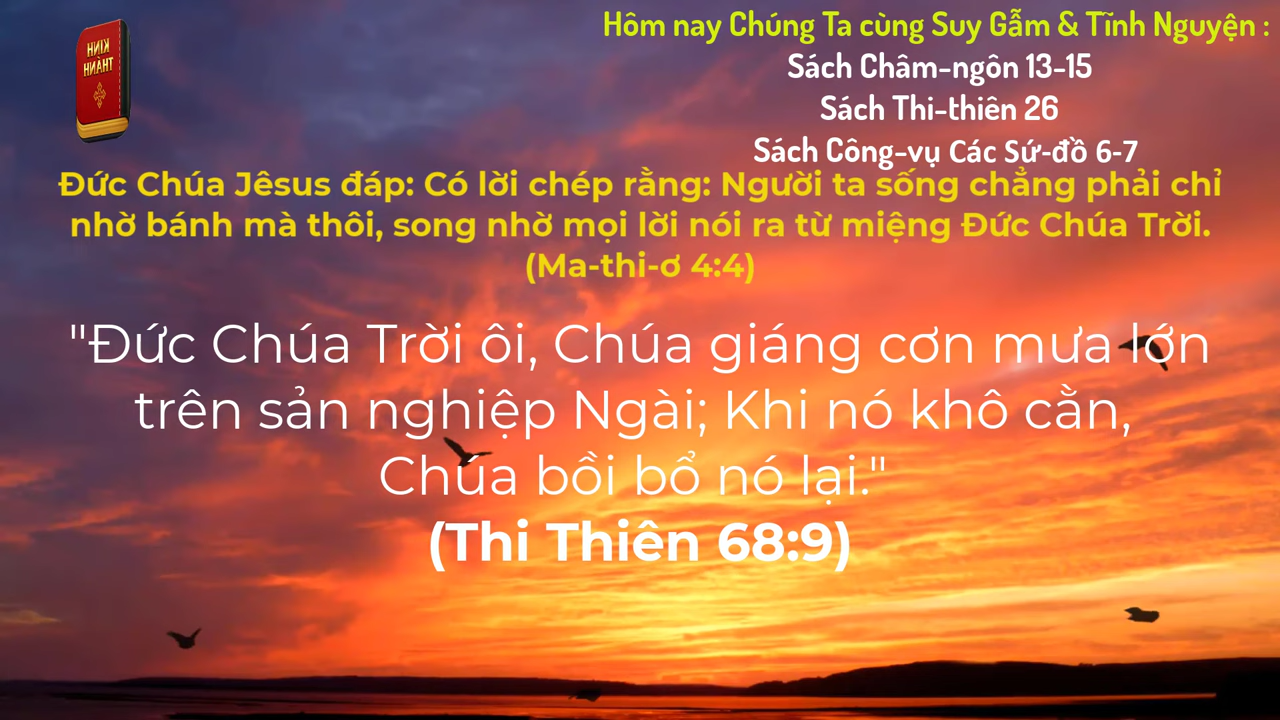 KINH
THÁNH
Hôm nay Chúng Ta cùng Suy Gẫm & Tĩnh Nguyện :
Sách Châm-ngôn 13-15
Sách Thi-thiên 26
Sách Công-vụ Các Sứ-đồ 6-7
Đức Chúa Jêsus đáp: Có lời chép rằng: Người ta sống chẳng phải chỉ
nhờ bánh mà thôi, song nhờ mọi lời nói ra từ miệng Đức Chúa Trời.
(Ma-thi-ơ 4:4)
"Đức Chúa Trời ôi, Chúa giáng cơn mưa lớn
trên sản nghiệp Ngài; Khi nó khô cằn,
Chúa bồi bổ nó lại."
(Thi Thiên 68:9)